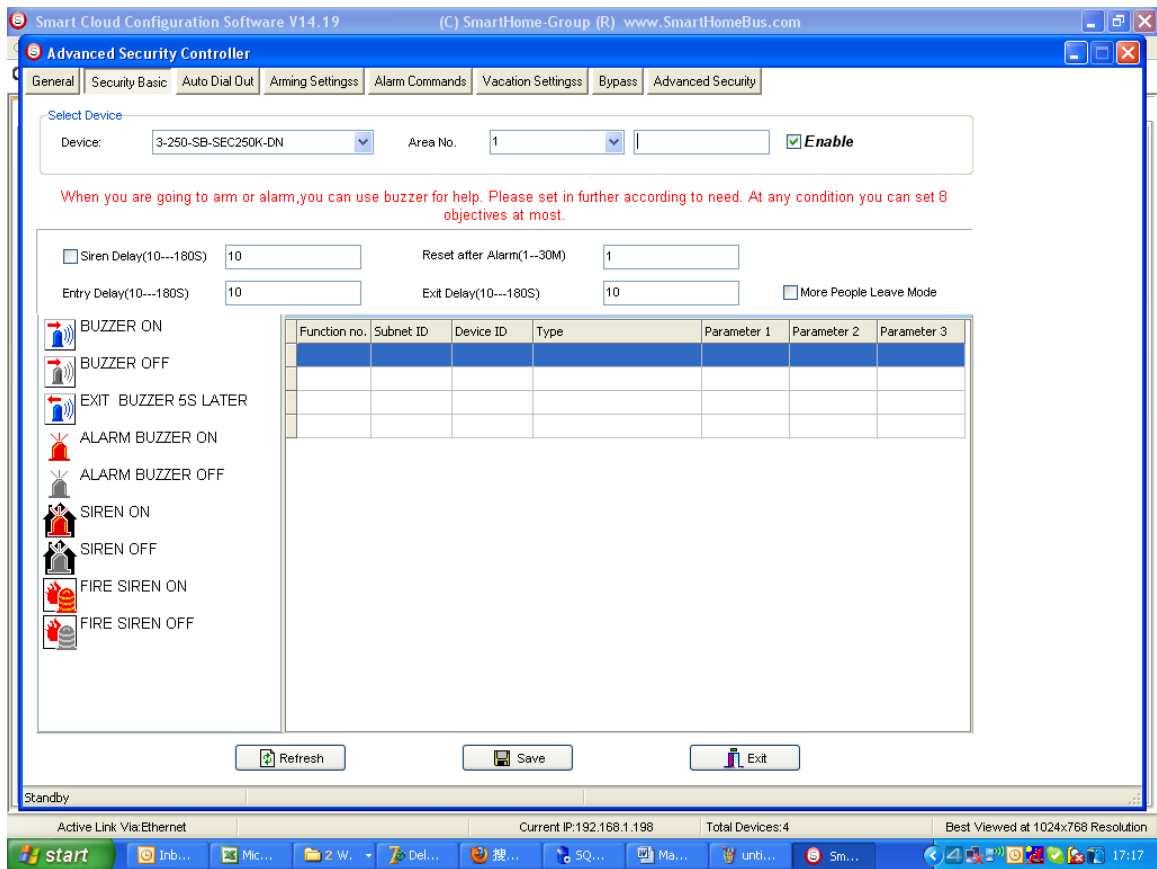 Smart Cloud Configuration Software V14.19 (C) SmartHome-Group (R) www.SmartHomeBus.com
Advanced Security Controller
General Security Basic Auto Dial Out Arming Settingss Alarm Commands Vacation Settingss Bypass Advanced Security
Select Device
Device: 3-250-SB-SEC250K-DN Area No. 1 Enable
When you are going to arm or alarm,you can use buzzer for help. Please set in further according to need. At any condition you can set 8
objectives at most.
Siren Delay(10---180S) 10 Reset after Alarm(1--30M) 1
Entry Delay(10---180S) 10 Exit Delay(10---180S) 10 More People Leave Mode
Function no. Subnet ID Device ID Type Parameter 1 Parameter 2 Parameter 3
BUZZER ON
BUZZER OFF
EXIT BUZZER 5S LATER
ALARM BUZZER ON
ALARM BUZZER OFF
SIREN ON
SIREN OFF
FIRE SIREN ON
FIRE SIREN OFF
Refresh Save Exit
Standby
Active Link Via:Ethernet Current IP:192.168.1.198 Total Devices:4 Best Viewed at 1024x768 Resolution
start Inb... Mic... 2 W. Del... 搜... SQ... Ma... unti... Sm... 17:17